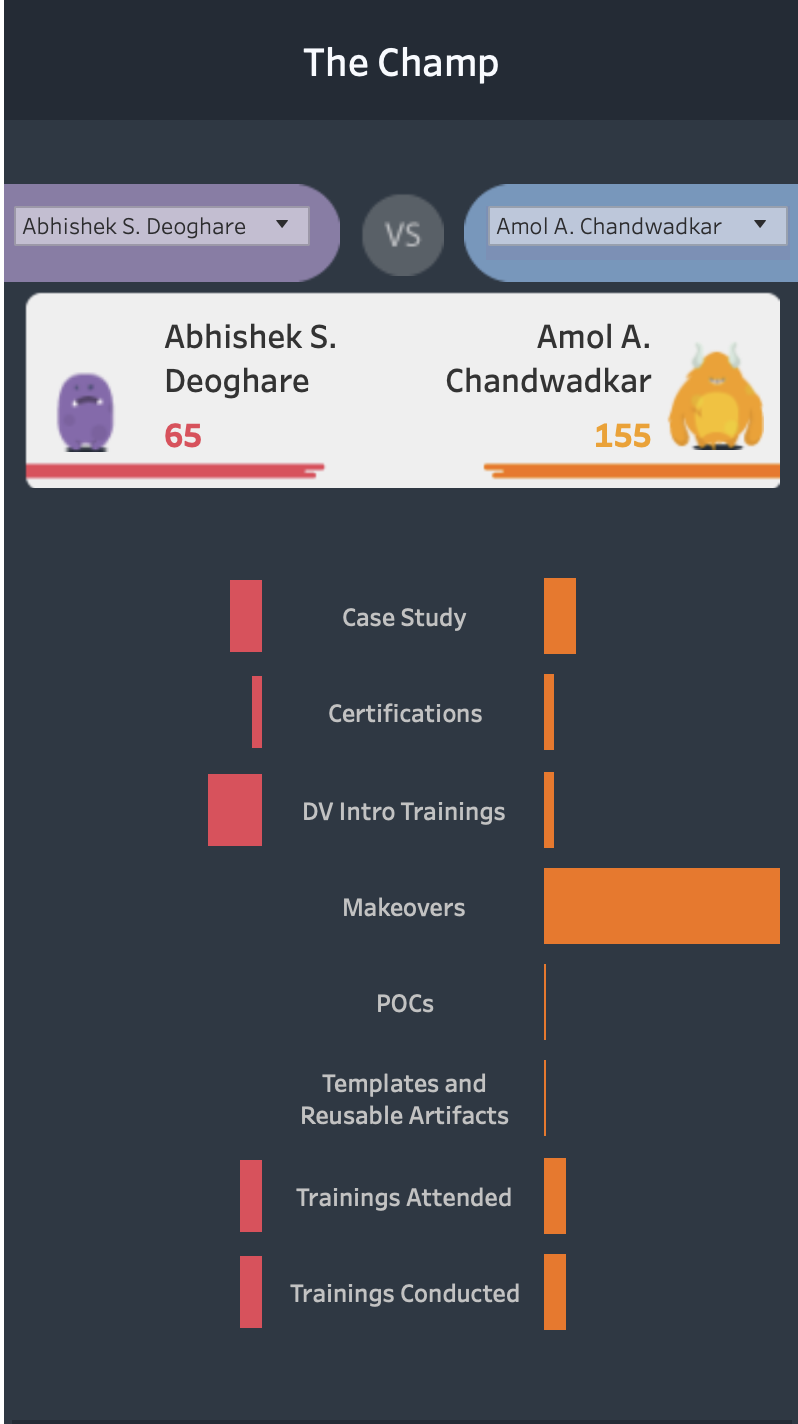 The Champ
Abhishek S. Deoghare
VS
Amol A. Chandwadkar
Abhishek S.
Deoghare
65
Amol A.
Chandwadkar
155
Case Study
Certifications
DV Intro Trainings
Makeovers
POCs
Templates and
Reusable Artifacts
Trainings Attended
Trainings Conducted